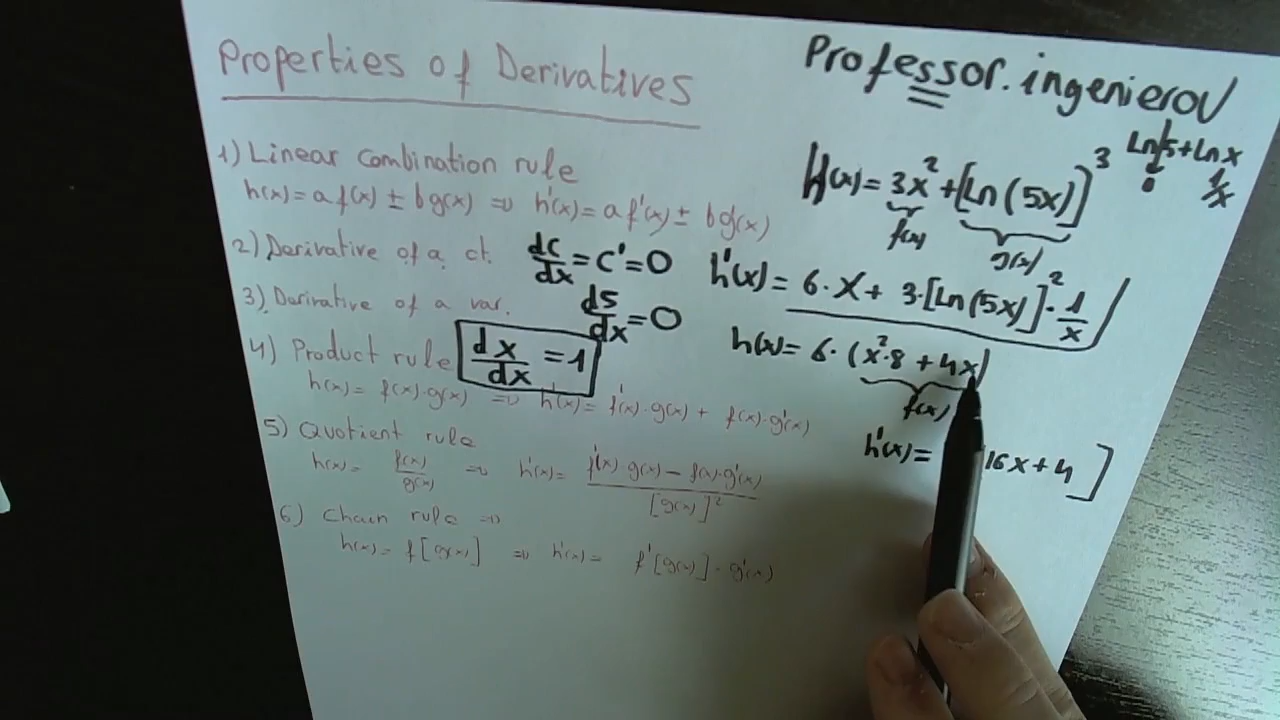 Properties of Derivatives
Professor.ingenieroV
1) Linear Combination rule
h(x) = a f(x) ± b g(x) ⇒ h'(x) = a f'(x) ± b g'(x)
2) Derivative of a ct.
dc/dx = C' = 0
3) Derivative of a var.
d5/dx = 0
4) Product rule
dx/dx = 1
h(x) = f(x)·g(x) ⇒ h'(x) = f'(x)·g(x) + f(x)·g'(x)
5) Quotient rule
h(x) = f(x)/g(x) ⇒ h'(x) = f'(x)·g(x) − f(x)·g'(x) / [g(x)]²
6) Chain rule ⇒
h(x) = f[g(x)] ⇒ h'(x) = f'[g(x)]·g'(x)
Ln5+Lnx
0 1/x
H(x) = 3x² + [Ln(5x)]³
f(x) g(x)
h'(x) = 6·x + 3·[Ln(5x)]²·1/x
h(x) = 6·(x²·8 + 4x)
f(x)
h'(x) = 16x+4]